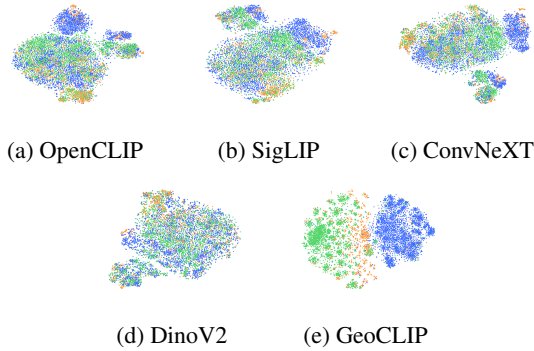 (a) OpenCLIP
(b) SigLIP
(c) ConvNeXT
(d) DinoV2
(e) GeoCLIP